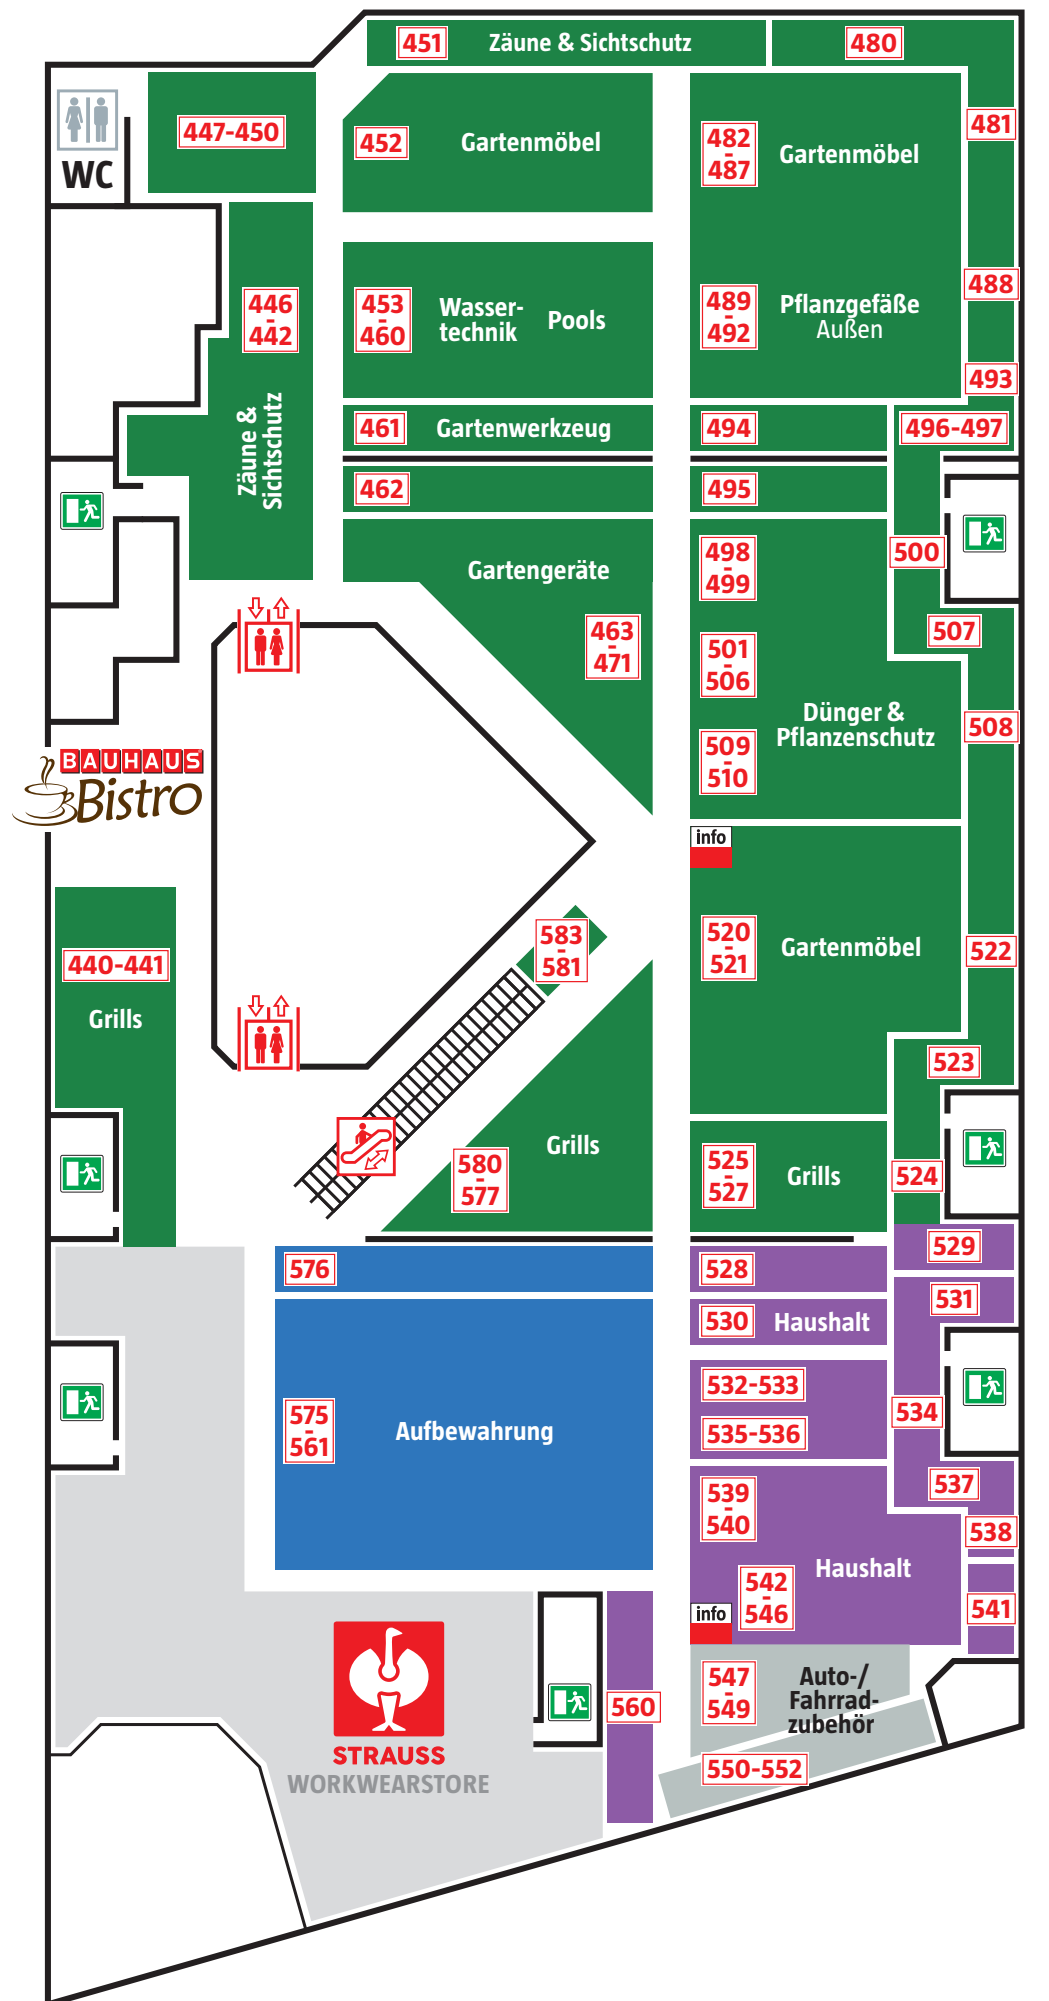 451
Zäune & Sichtschutz
480
WC
447-450
452
Gartenmöbel
482
-
487
Gartenmöbel
481
446
-
442
Zäune &
Sichtschutz
453
-
460
Wasser-
technik
Pools
489
-
492
Pflanzgefäße
Außen
488
493
461
Gartenwerkzeug
494
496-497
462
495
Gartengeräte
463
-
471
498
-
499
500
501
-
506
507
Dünger &
Pflanzenschutz
508
509
-
510
BAUHAUS
Bistro
info
440-441
Grills
583
-
581
520
-
521
Gartenmöbel
522
523
580
-
577
Grills
525
-
527
Grills
524
529
576
528
531
530
Haushalt
575
-
561
Aufbewahrung
532-533
535-536
534
537
539
-
540
538
Haushalt
542
-
546
info
541
STRAUSS
WORKWEARSTORE
560
547
-
549
Auto-/
Fahrrad-
zubehör
550-552